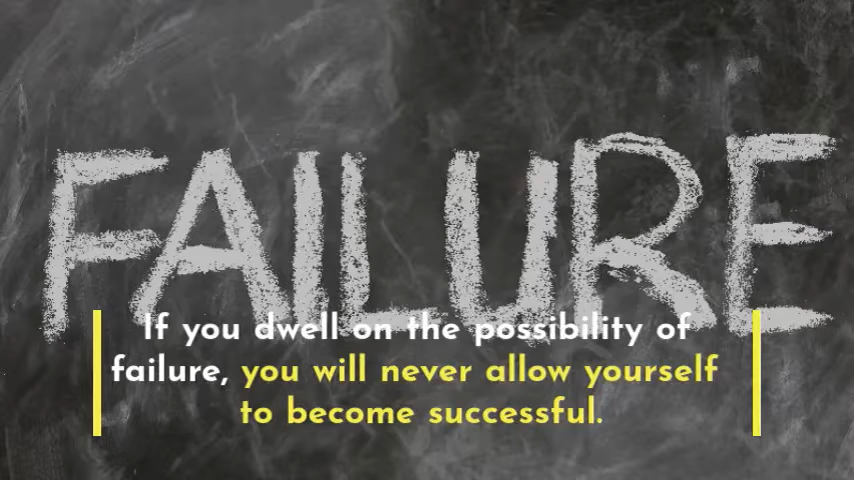 FAILURE
If you dwell on the possibility of
failure, you will never allow yourself
to become successful.